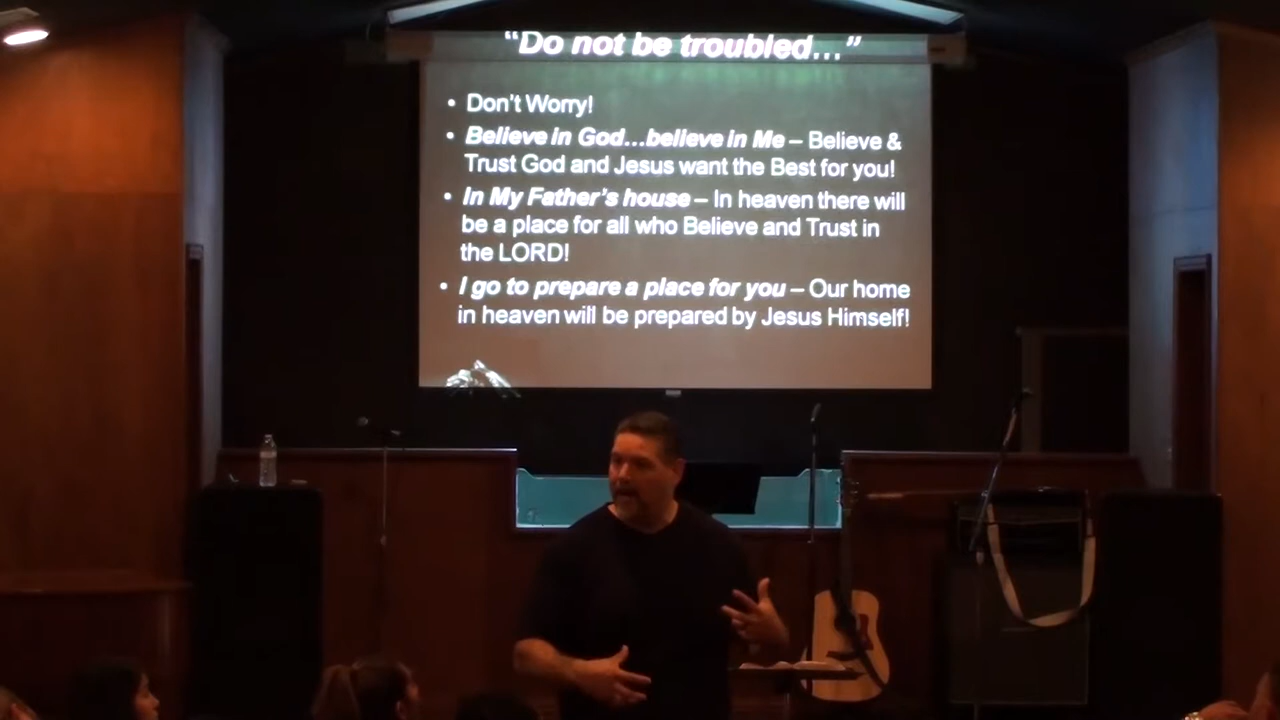 “Do not be troubled…”
• Don’t Worry!
• Believe in God…believe in Me – Believe &
Trust God and Jesus want the Best for you!
• In My Father’s house – In heaven there will
be a place for all who Believe and Trust in
the LORD!
• I go to prepare a place for you – Our home
in heaven will be prepared by Jesus Himself!